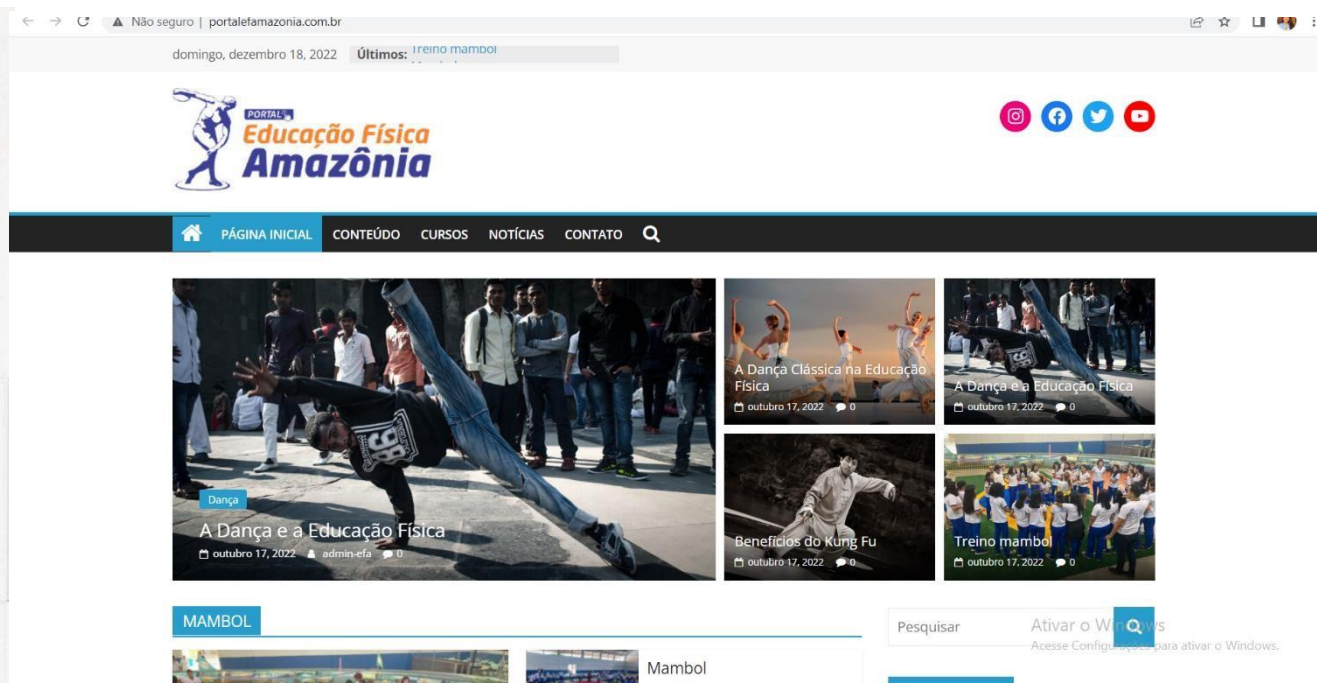 Não seguro | portalefamazonia.com.br
domingo, dezembro 18, 2022 Últimos: Treino mambol
PORTAL
Educação Física
Amazônia
PÁGINA INICIAL CONTEÚDO CURSOS NOTÍCIAS CONTATO
Dança
A Dança e a Educação Física
outubro 17, 2022 admin-efa 0
A Dança Clássica na Educação
Física
outubro 17, 2022 0
A Dança e a Educação Física
outubro 17, 2022 0
Benefícios do Kung Fu
outubro 17, 2022 0
Treino mambol
outubro 17, 2022 0
MAMBOL
Mambol
Pesquisar
Ativar o Windows
Acesse Configurações para ativar o Windows.